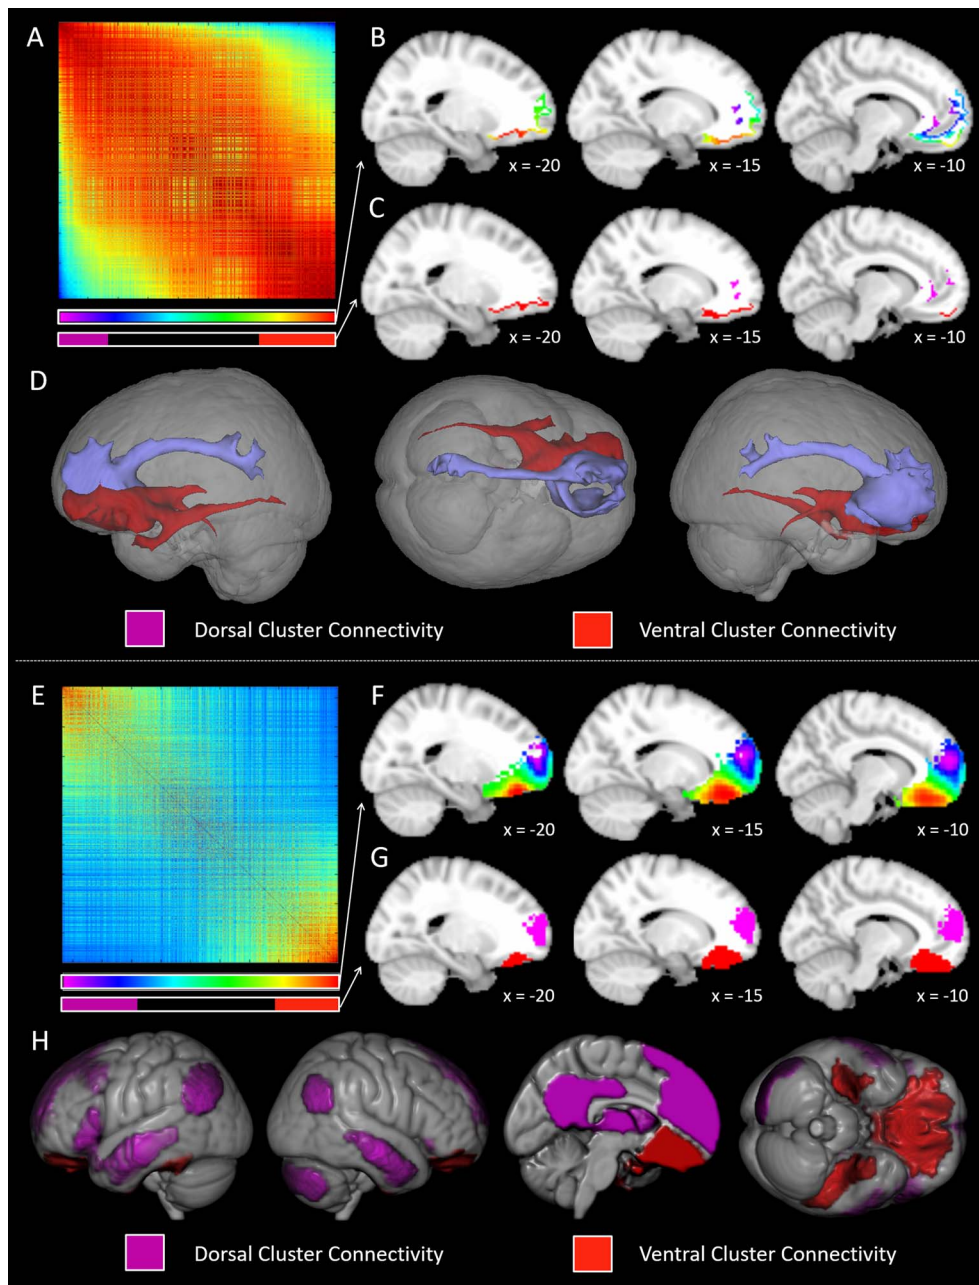 A
B
x = -20
x = -15
x = -10
C
x = -20
x = -15
x = -10
D
Dorsal Cluster Connectivity
Ventral Cluster Connectivity
E
F
x = -20
x = -15
x = -10
G
x = -20
x = -15
x = -10
H
Dorsal Cluster Connectivity
Ventral Cluster Connectivity